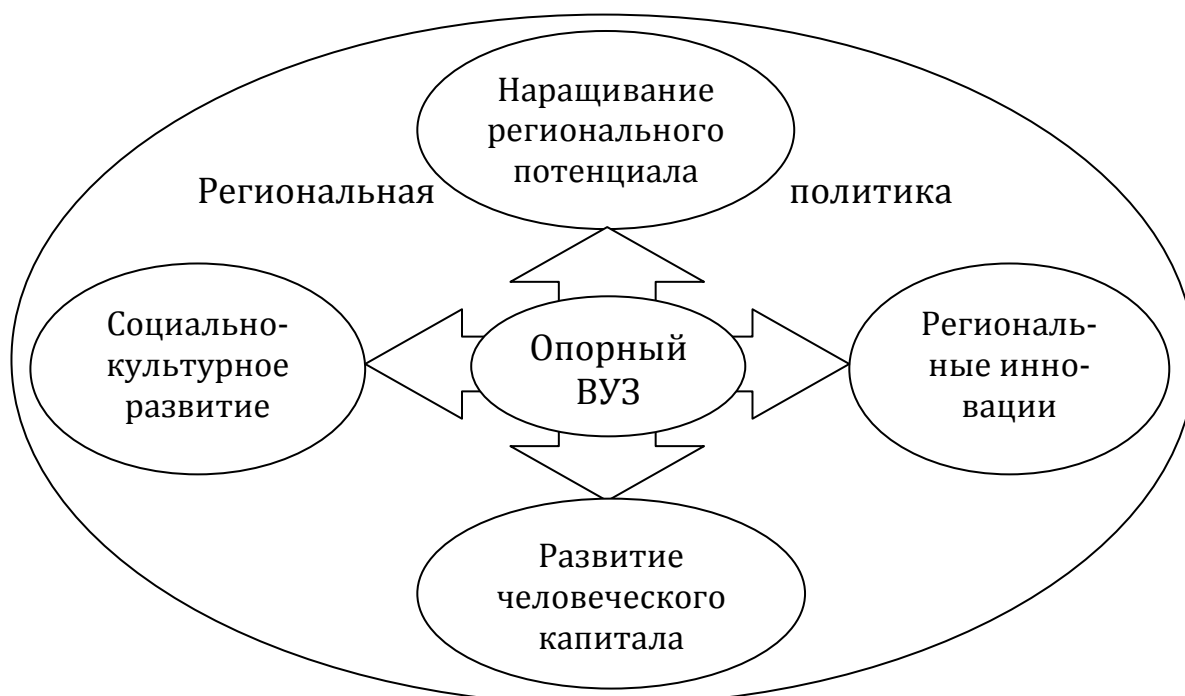 Наращивание
регионального
потенциала
Региональная политика
Социально-
культурное
развитие
Опорный
ВУЗ
Региональ-
ные инно-
вации
Развитие
человеческого
капитала